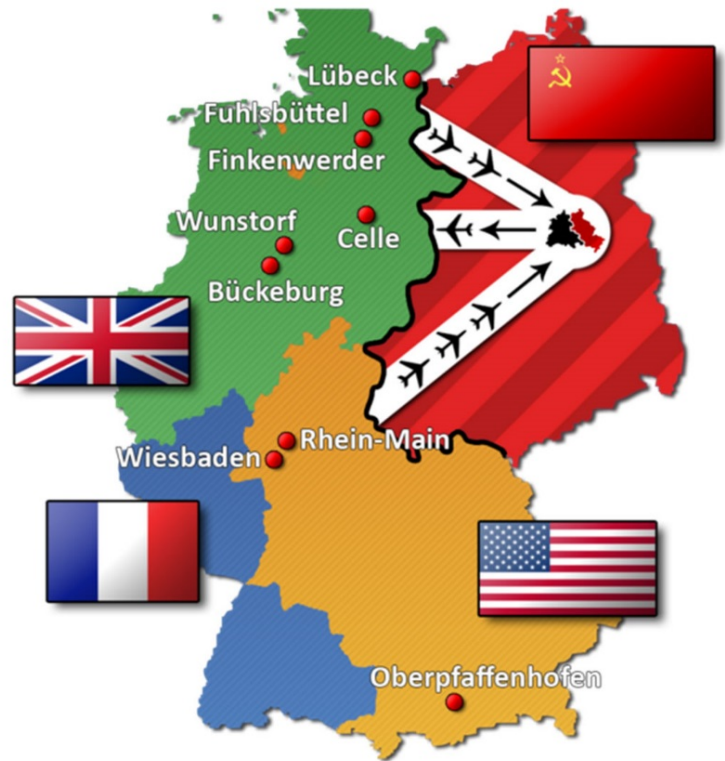 Lübeck
Fuhlsbüttel
Finkenwerder
Wunstorf
Celle
Bückeburg
Rhein-Main
Wiesbaden
Oberpfaffenhofen